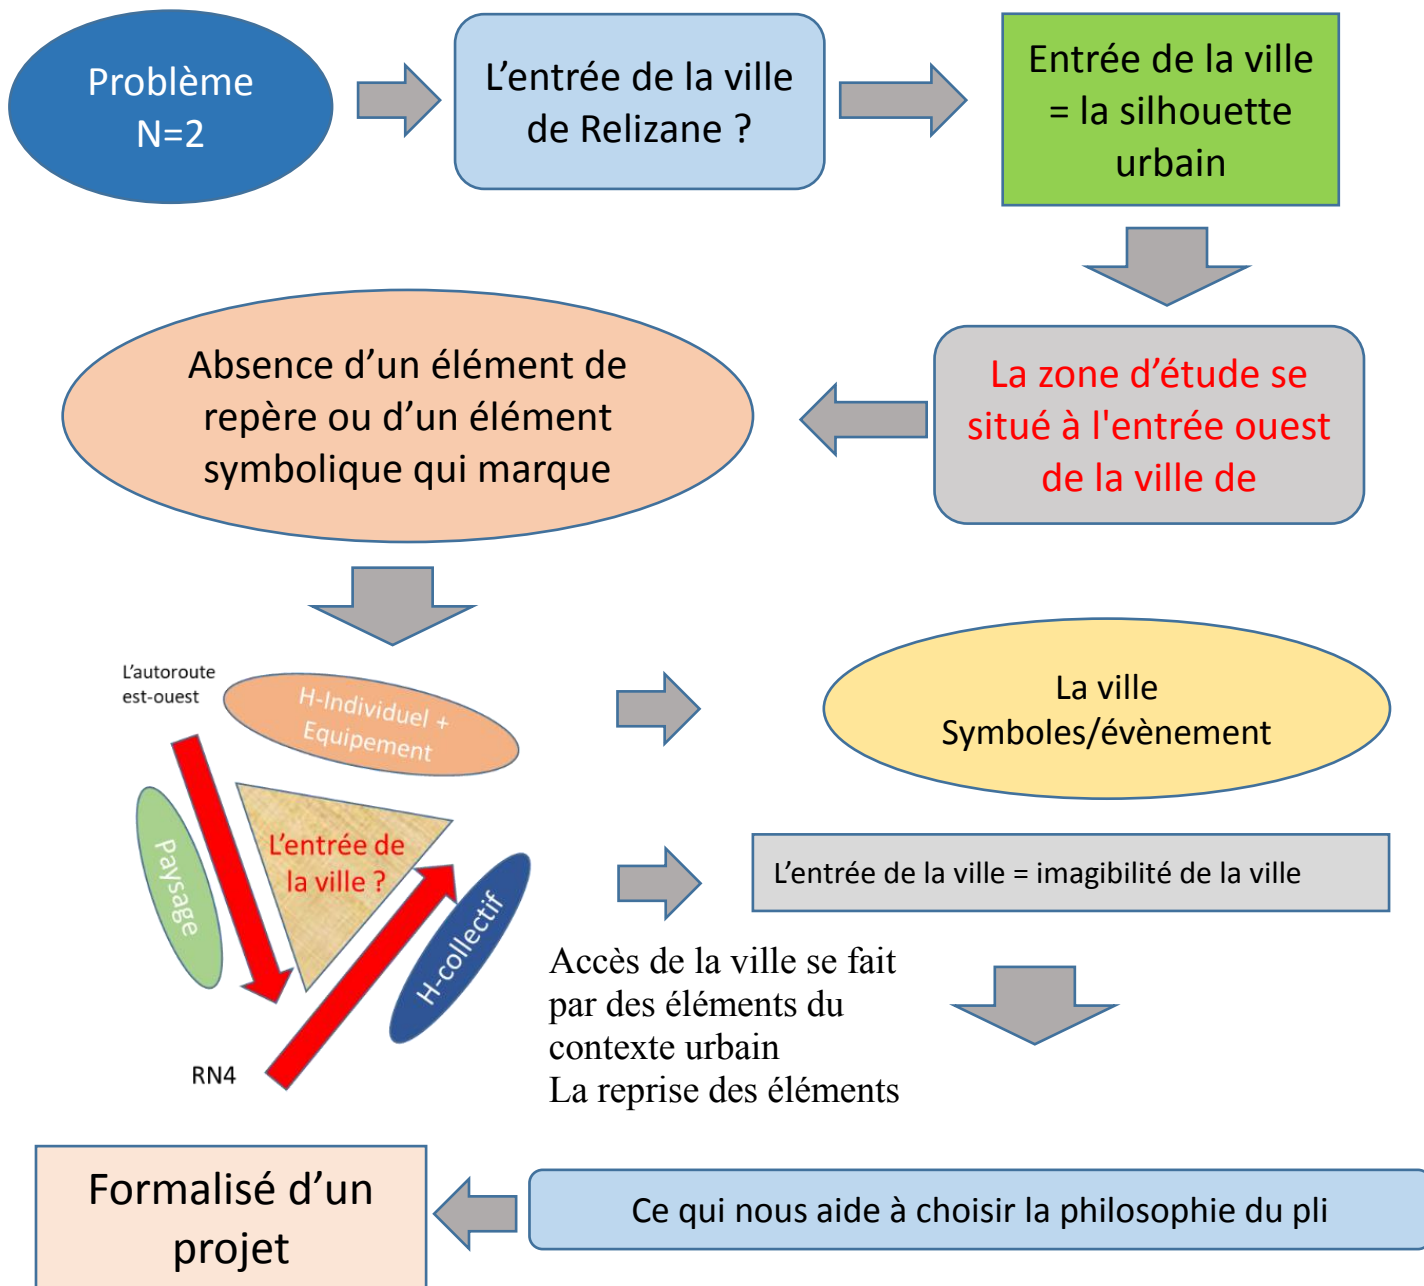 Problème
N=2
L’entrée de la ville
de Relizane ?
Entrée de la ville
= la silhouette
urbain
La zone d’étude se
situé à l'entrée ouest
de la ville de
Absence d’un élément de
repère ou d’un élément
symbolique qui marque
L’autoroute
est-ouest
H-Individuel +
Equipement
Paysage
L’entrée de
la ville ?
H-collectif
RN4
La ville
Symboles/évènement
L’entrée de la ville = imagibilité de la ville
Accès de la ville se fait
par des éléments du
contexte urbain
La reprise des éléments
Ce qui nous aide à choisir la philosophie du pli
Formalisé d’un
projet